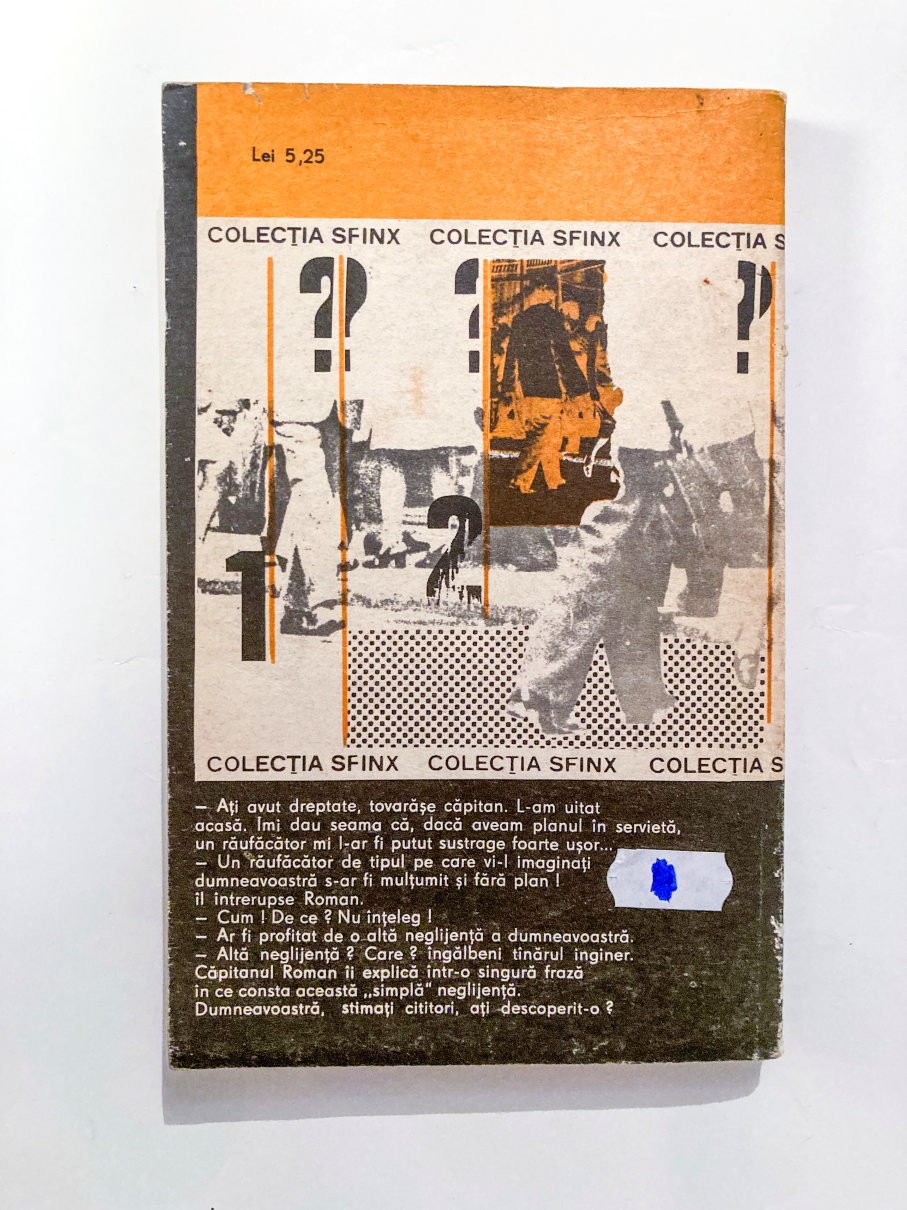 Lei 5,25
COLECȚIA SFINX COLECȚIA SFINX COLECȚIA S
? ? ?
1
2
COLECȚIA SFINX COLECȚIA SFINX COLECȚIA S
— Ați avut dreptate, tovarășe căpitan. L-am uitat
acasă. Îmi dau seama că, dacă aveam planul în servietă,
un răufăcător mi l-ar fi putut sustrage foarte ușor...
— Un răufăcător de tipul pe care vi-l imaginați
dumneavoastră s-ar fi mulțumit și fără plan !
îl întrerupse Roman.
— Cum ! De ce ? Nu înțeleg !
— Ar fi profitat de o altă neglijență a dumneavoastră.
— Altă neglijență ? Care ? îngălbeni tînărul inginer.
Căpitanul Roman îi explică într-o singură frază
în ce consta această „simplă“ neglijență.
Dumneavoastră, stimați cititori, ați descoperit-o ?